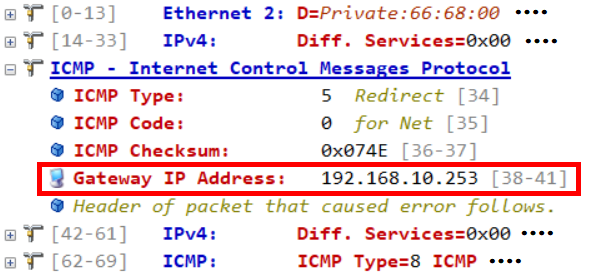 [0-13] Ethernet 2: D=Private:66:68:00 ····
[14-33] IPv4: Diff. Services=0x00 ····
ICMP - Internet Control Messages Protocol
ICMP Type: 5 Redirect [34]
ICMP Code: 0 for Net [35]
ICMP Checksum: 0x074E [36-37]
Gateway IP Address: 192.168.10.253 [38-41]
Header of packet that caused error follows.
[42-61] IPv4: Diff. Services=0x00 ····
[62-69] ICMP: ICMP Type=8 ICMP ····